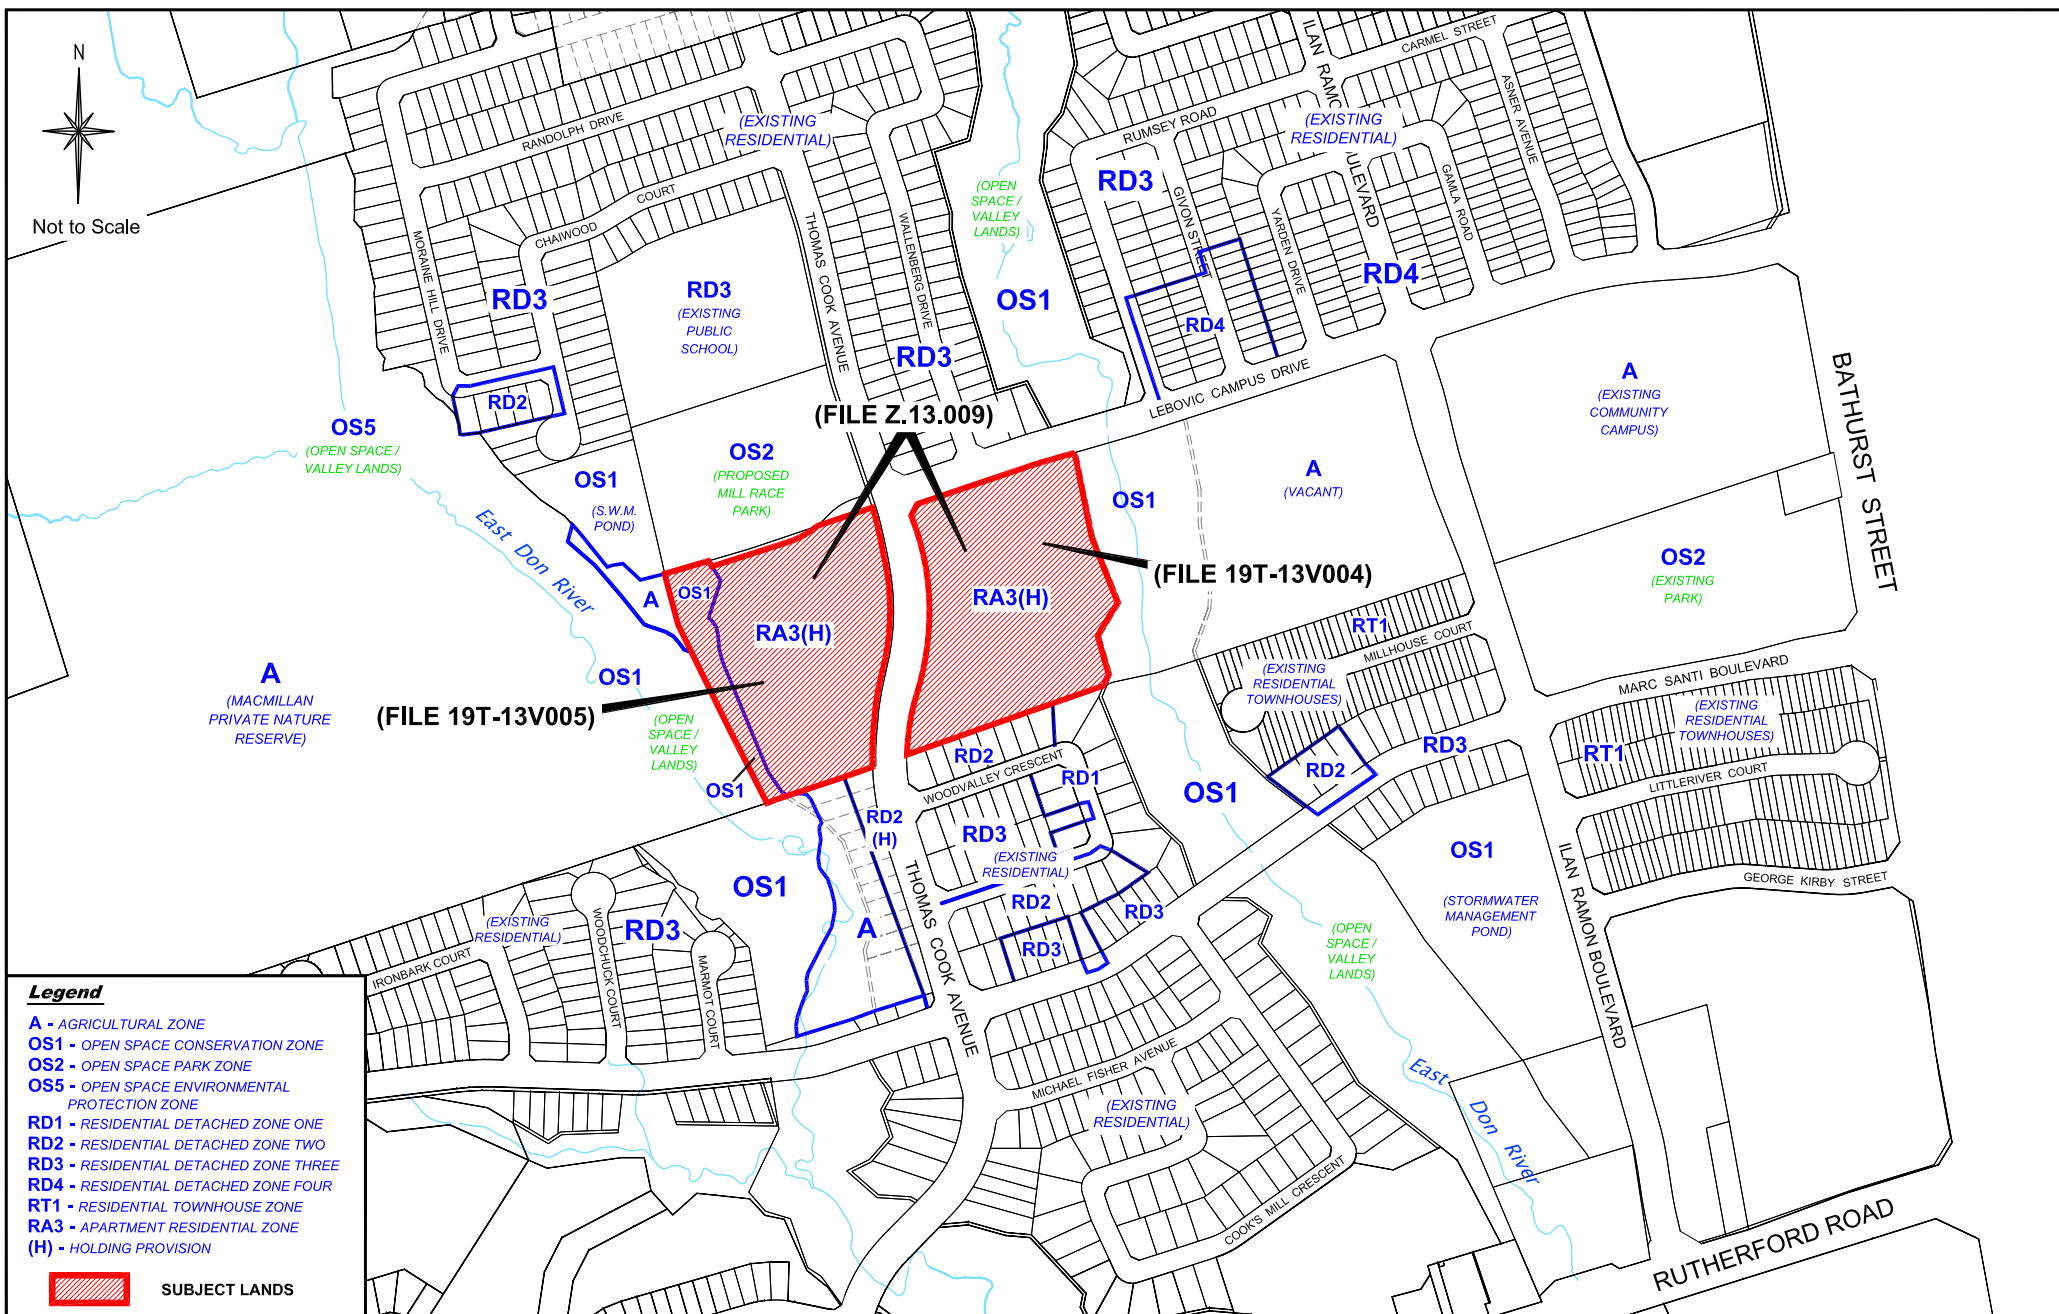 N
Not to Scale
CARMEL STREET
ILAN RAMON BOULEVARD
ASNER AVENUE
(EXISTING
RESIDENTIAL)
RANDOLPH DRIVE
(EXISTING
RESIDENTIAL)
RUMSEY ROAD
GAMLA ROAD
RD3
(OPEN
SPACE /
VALLEY
LANDS)
CHAIWOOD COURT
THOMAS COOK AVENUE
WALLENBERG DRIVE
GIVON STREET
YARDEN DRIVE
MORAINE HILL DRIVE
RD3
RD3
(EXISTING
PUBLIC
SCHOOL)
OS1
RD4
RD4
RD3
LEBOVIC CAMPUS DRIVE
A
(EXISTING
COMMUNITY
CAMPUS)
BATHURST STREET
RD2
(FILE Z.13.009)
OS5
(OPEN SPACE /
VALLEY LANDS)
OS2
(PROPOSED
MILL RACE
PARK)
OS1
(S.W.M.
POND)
OS1
A
(VACANT)
East Don River
(FILE 19T-13V004)
OS2
(EXISTING
PARK)
A
OS1
RA3(H)
RA3(H)
RT1
MILLHOUSE COURT
A
(MACMILLAN
PRIVATE NATURE
RESERVE)
OS1
(FILE 19T-13V005)
(OPEN
SPACE /
VALLEY
LANDS)
OS1
(EXISTING
RESIDENTIAL
TOWNHOUSES)
MARC SANTI BOULEVARD
(EXISTING
RESIDENTIAL
TOWNHOUSES)
RD2
WOODVALLEY CRESCENT
RD1
RD2
RD3
RT1
LITTLERIVER COURT
OS1
RD2
(H)
RD3
(EXISTING
RESIDENTIAL)
OS1
(STORMWATER
MANAGEMENT
POND)
GEORGE KIRBY STREET
ILAN RAMON BOULEVARD
OS1
RD2
RD3
RD3
A
THOMAS COOK AVENUE
(EXISTING
RESIDENTIAL)
RD3
WOODCHUCK COURT
MARMOT COURT
IRONBARK COURT
(OPEN
SPACE /
VALLEY
LANDS)
MICHAEL FISHER AVENUE
(EXISTING
RESIDENTIAL)
East Don River
COOK'S MILL CRESCENT
RUTHERFORD ROAD
Legend
A - AGRICULTURAL ZONE
OS1 - OPEN SPACE CONSERVATION ZONE
OS2 - OPEN SPACE PARK ZONE
OS5 - OPEN SPACE ENVIRONMENTAL
PROTECTION ZONE
RD1 - RESIDENTIAL DETACHED ZONE ONE
RD2 - RESIDENTIAL DETACHED ZONE TWO
RD3 - RESIDENTIAL DETACHED ZONE THREE
RD4 - RESIDENTIAL DETACHED ZONE FOUR
RT1 - RESIDENTIAL TOWNHOUSE ZONE
RA3 - APARTMENT RESIDENTIAL ZONE
(H) - HOLDING PROVISION
SUBJECT LANDS